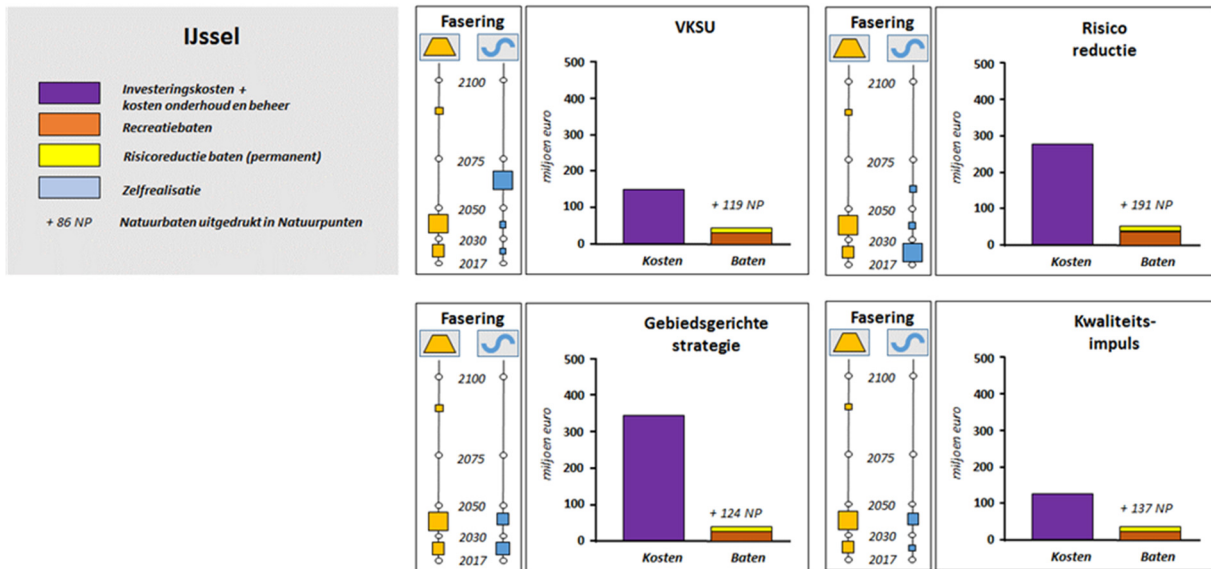 IJssel
Investeringskosten +
kosten onderhoud en beheer
Recreatiebaten
Risicoreductie baten (permanent)
Zelfrealisatie
+ 86 NP Natuurbaten uitgedrukt in Natuurpunten
Fasering
2100
2075
2050
2030
2017
VKSU
500
400
300
200
100
0
miljoen euro
+ 119 NP
Kosten Baten
Fasering
2100
2075
2050
2030
2017
Risico
reductie
500
400
300
200
100
0
miljoen euro
+ 191 NP
Kosten Baten
Fasering
2100
2075
2050
2030
2017
Gebiedsgerichte
strategie
500
400
300
200
100
0
miljoen euro
+ 124 NP
Kosten Baten
Fasering
2100
2075
2050
2030
2017
Kwaliteits-
impuls
500
400
300
200
100
0
miljoen euro
+ 137 NP
Kosten Baten